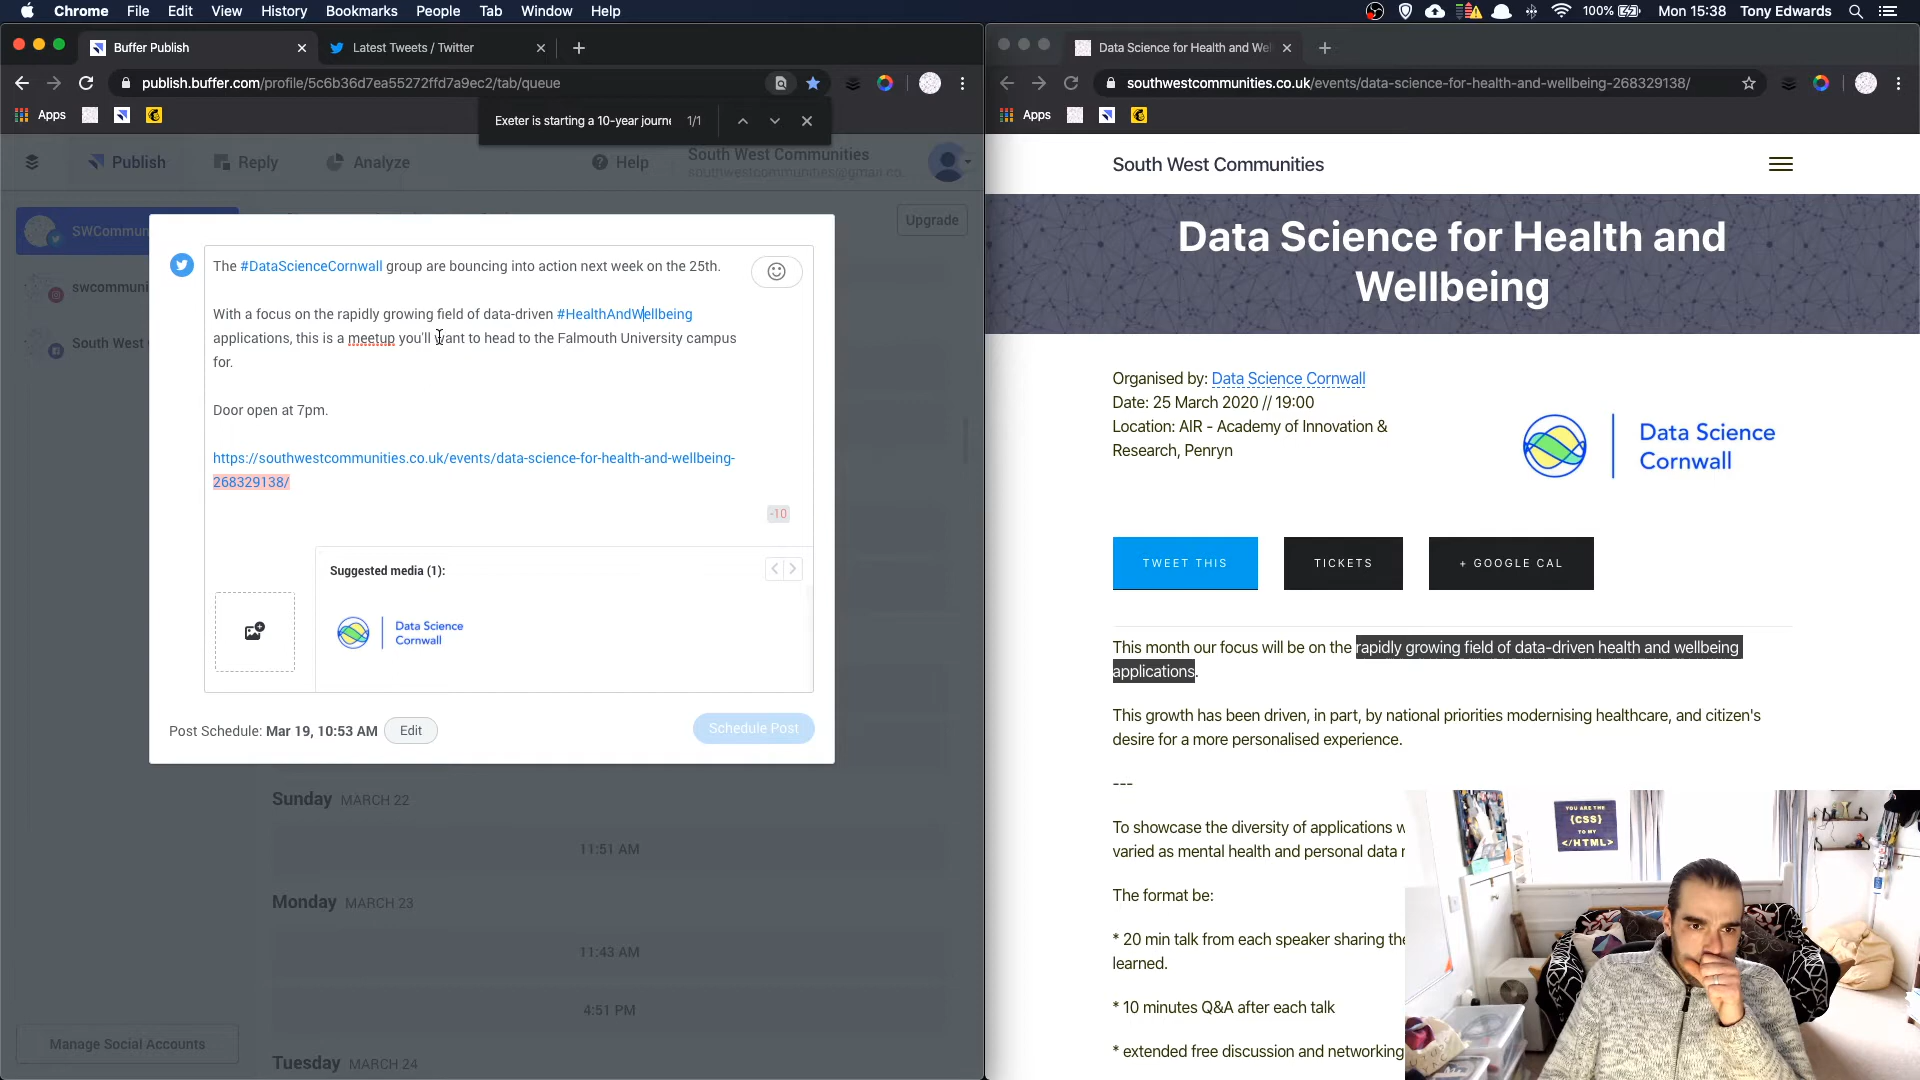 Chrome File Edit View History Bookmarks People Tab Window Help
100% Mon 15:38 Tony Edwards
Buffer Publish
Latest Tweets / Twitter
publish.buffer.com/profile/5c6b36d7ea55272ffd7a9ec2/tab/queue
Apps
Exeter is starting a 10-year journe 1/1
Publish
Reply
Analyze
Help
South West Communities
southwestcommunities@gmail.co
SWCommun
swcommuni
South West
Upgrade
The #DataScienceCornwall group are bouncing into action next week on the 25th.
With a focus on the rapidly growing field of data-driven #HealthAndWellbeing
applications, this is a meetup you'll want to head to the Falmouth University campus
for.
Door open at 7pm.
https://southwestcommunities.co.uk/events/data-science-for-health-and-wellbeing-
268329138/
-10
Suggested media (1):
Data Science
Cornwall
Post Schedule: Mar 19, 10:53 AM
Edit
Schedule Post
Sunday MARCH 22
11:51 AM
Monday MARCH 23
11:43 AM
4:51 PM
Tuesday MARCH 24
Manage Social Accounts
Data Science for Health and Wel
southwestcommunities.co.uk/events/data-science-for-health-and-wellbeing-268329138/
Apps
South West Communities
Data Science for Health and
Wellbeing
Organised by: Data Science Cornwall
Date: 25 March 2020 // 19:00
Location: AIR - Academy of Innovation &
Research, Penryn
Data Science
Cornwall
TWEET THIS
TICKETS
+ GOOGLE CAL
This month our focus will be on the rapidly growing field of data-driven health and wellbeing
applications.
This growth has been driven, in part, by national priorities modernising healthcare, and citizen's
desire for a more personalised experience.
---
To showcase the diversity of applications w
varied as mental health and personal data
The format be:
* 20 min talk from each speaker sharing the
learned.
* 10 minutes Q&A after each talk
* extended free discussion and networking
YOU ARE THE
{CSS}
TO MY
</HTML>